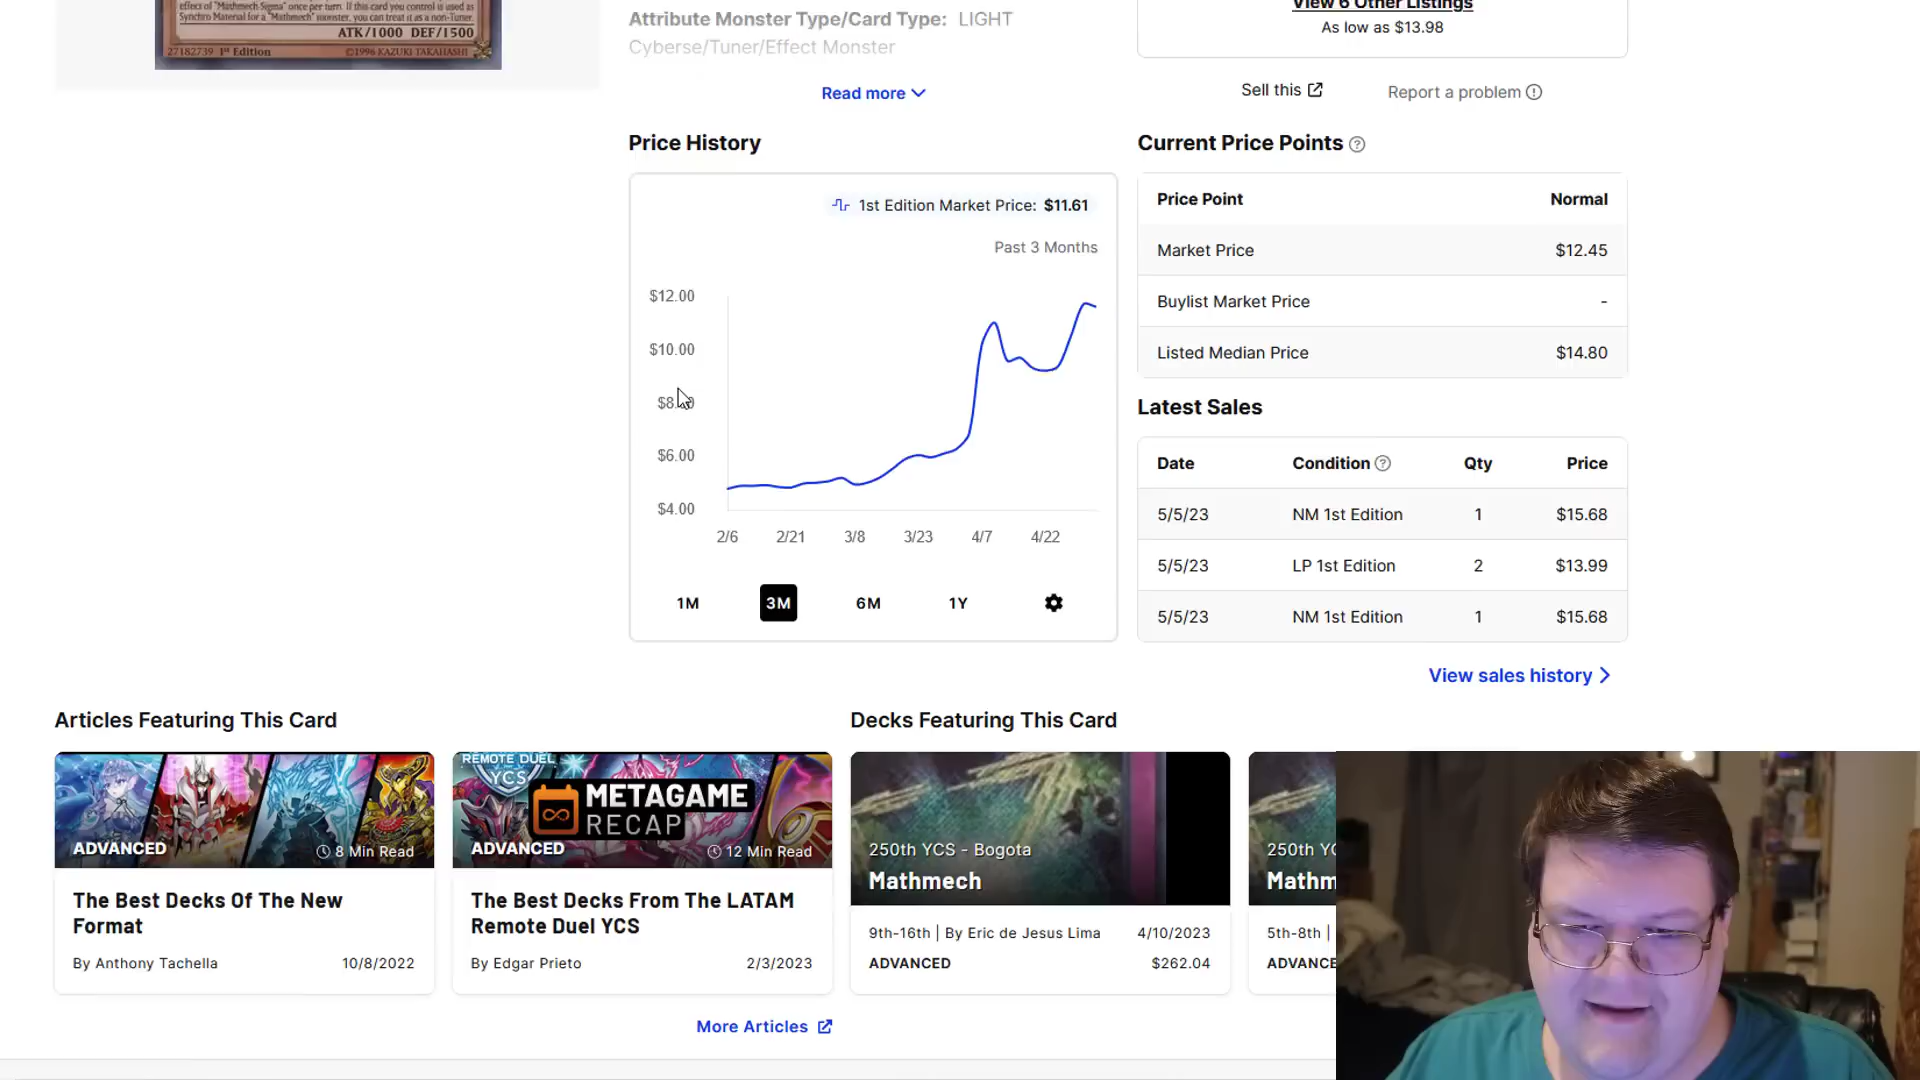 effect of "Mathmech Sigma" once per turn. If this card you control is used as
Synchro Material for a "Mathmech" monster, you can treat it as a non-Tuner.
ATK/1000 DEF/1500
27182739 1st Edition
©1996 KAZUKI TAKAHASHI
Attribute Monster Type/Card Type: LIGHT
Cyberse/Tuner/Effect Monster
Read more
View 6 Other Listings
As low as $13.98
Sell this
Report a problem
Price History
1st Edition Market Price: $11.61
Past 3 Months
$12.00
$10.00
$6.00
$4.00
2/6 2/21 3/8 3/23 4/7 4/22
1M 3M 6M 1Y
Current Price Points
Price Point Normal
Market Price $12.45
Buylist Market Price -
Listed Median Price $14.80
Latest Sales
Date Condition Qty Price
5/5/23 NM 1st Edition 1 $15.68
5/5/23 LP 1st Edition 2 $13.99
5/5/23 NM 1st Edition 1 $15.68
View sales history
Articles Featuring This Card
ADVANCED
8 Min Read
The Best Decks Of The New
Format
By Anthony Tachella 10/8/2022
REMOTE DUEL
YCS
METAGAME
RECAP
ADVANCED
12 Min Read
The Best Decks From The LATAM
Remote Duel YCS
By Edgar Prieto 2/3/2023
More Articles
Decks Featuring This Card
250th YCS - Bogota
Mathmech
9th-16th | By Eric de Jesus Lima 4/10/2023
ADVANCED $262.04
250th YC
Mathm
5th-8th |
ADVANCE